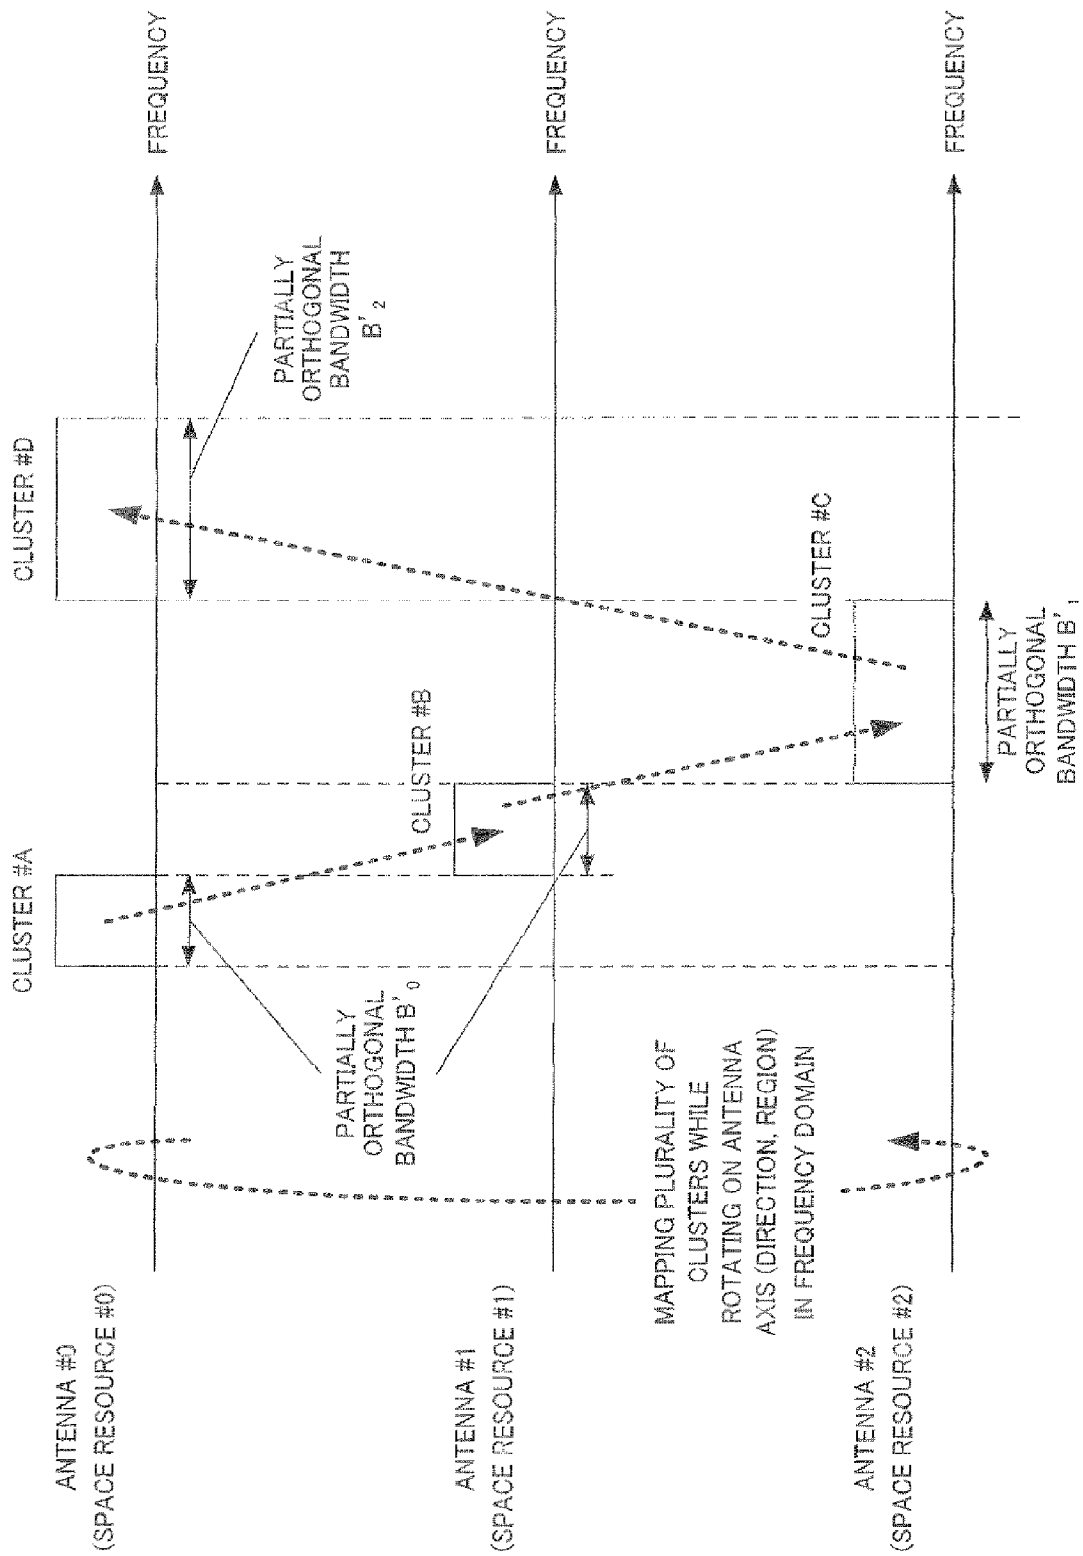 ANTENNA #0
(SPACE RESOURCE #0)
CLUSTER #A
CLUSTER #D
FREQUENCY
PARTIALLY
ORTHOGONAL
BANDWIDTH
B'2
PARTIALLY
ORTHOGONAL
BANDWIDTH B'0
ANTENNA #1
(SPACE RESOURCE #1)
CLUSTER #B
FREQUENCY
MAPPING PLURALITY OF
CLUSTERS WHILE
ROTATING ON ANTENNA
AXIS (DIRECTION, REGION)
IN FREQUENCY DOMAIN
ANTENNA #2
(SPACE RESOURCE #2)
CLUSTER #C
FREQUENCY
PARTIALLY
ORTHOGONAL
BANDWIDTH B'1